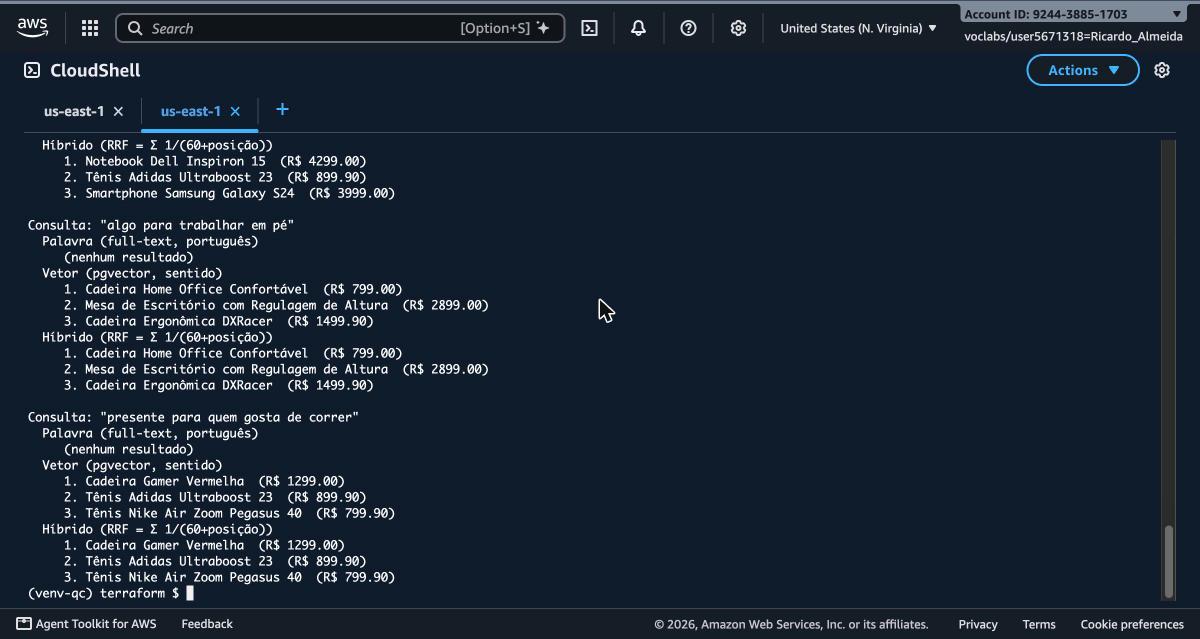 aws
Search
[Option+S]
United States (N. Virginia)
Account ID: 9244-3885-1703
voclabs/user5671318=Ricardo_Almeida
CloudShell
Actions
us-east-1
us-east-1
Híbrido (RRF = Σ 1/(60+posição))
1. Notebook Dell Inspiron 15 (R$ 4299.00)
2. Tênis Adidas Ultraboost 23 (R$ 899.90)
3. Smartphone Samsung Galaxy S24 (R$ 3999.00)
Consulta: "algo para trabalhar em pé"
Palavra (full-text, português)
(nenhum resultado)
Vetor (pgvector, sentido)
1. Cadeira Home Office Confortável (R$ 799.00)
2. Mesa de Escritório com Regulagem de Altura (R$ 2899.00)
3. Cadeira Ergonômica DXRacer (R$ 1499.90)
Híbrido (RRF = Σ 1/(60+posição))
1. Cadeira Home Office Confortável (R$ 799.00)
2. Mesa de Escritório com Regulagem de Altura (R$ 2899.00)
3. Cadeira Ergonômica DXRacer (R$ 1499.90)
Consulta: "presente para quem gosta de correr"
Palavra (full-text, português)
(nenhum resultado)
Vetor (pgvector, sentido)
1. Cadeira Gamer Vermelha (R$ 1299.00)
2. Tênis Adidas Ultraboost 23 (R$ 899.90)
3. Tênis Nike Air Zoom Pegasus 40 (R$ 799.90)
Híbrido (RRF = Σ 1/(60+posição))
1. Cadeira Gamer Vermelha (R$ 1299.00)
2. Tênis Adidas Ultraboost 23 (R$ 899.90)
3. Tênis Nike Air Zoom Pegasus 40 (R$ 799.90)
(venv-qc) terraform $
Agent Toolkit for AWS
Feedback
© 2026, Amazon Web Services, Inc. or its affiliates.
Privacy
Terms
Cookie preferences